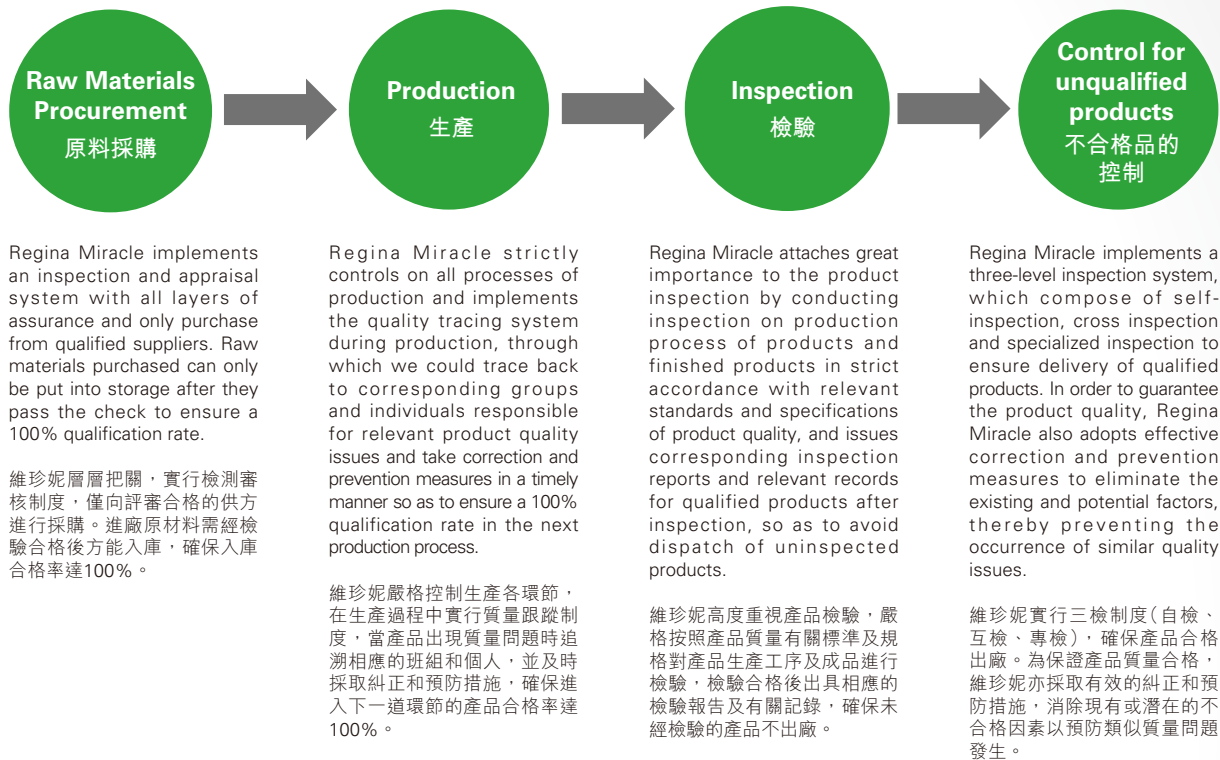 Raw Materials
Procurement
原料採購
Production
生產
Inspection
檢驗
Control for
unqualified
products
不合格品的
控制
Regina Miracle implements
an inspection and appraisal
system with all layers of
assurance and only purchase
from qualified suppliers. Raw
materials purchased can only
be put into storage after they
pass the check to ensure a
100% qualification rate.
維珍妮層層把關，實行檢測審
核制度，僅向評審合格的供方
進行採購。進廠原材料需經檢
驗合格後方能入庫，確保入庫
合格率達100%。
Regina Miracle strictly
controls on all processes of
production and implements
the quality tracing system
during production, through
which we could trace back
to corresponding groups
and individuals responsible
for relevant product quality
issues and take correction and
prevention measures in a timely
manner so as to ensure a 100%
qualification rate in the next
production process.
維珍妮嚴格控制生產各環節，
在生產過程中實行質量跟蹤制
度，當產品出現質量問題時追
溯相應的班組和個人，並及時
採取糾正和預防措施，確保進
入下一道環節的產品合格率達
100%。
Regina Miracle attaches great
importance to the product
inspection by conducting
inspection on production
process of products and
finished products in strict
accordance with relevant
standards and specifications
of product quality, and issues
corresponding inspection
reports and relevant records
for qualified products after
inspection, so as to avoid
dispatch of uninspected
products.
維珍妮高度重視產品檢驗，嚴
格按照產品質量有關標準及規
格對產品生產工序及成品進行
檢驗，檢驗合格後出具相應的
檢驗報告及有關記錄，確保未
經檢驗的產品不出廠。
Regina Miracle implements a
three-level inspection system,
which compose of self-
inspection, cross inspection
and specialized inspection to
ensure delivery of qualified
products. In order to guarantee
the product quality, Regina
Miracle also adopts effective
correction and prevention
measures to eliminate the
existing and potential factors,
thereby preventing the
occurrence of similar quality
issues.
維珍妮實行三檢制度（自檢、
互檢、專檢），確保產品合格
出廠。為保證產品質量合格，
維珍妮亦採取有效的糾正和預
防措施，消除現有或潛在的不
合格因素以預防類似質量問題
發生。